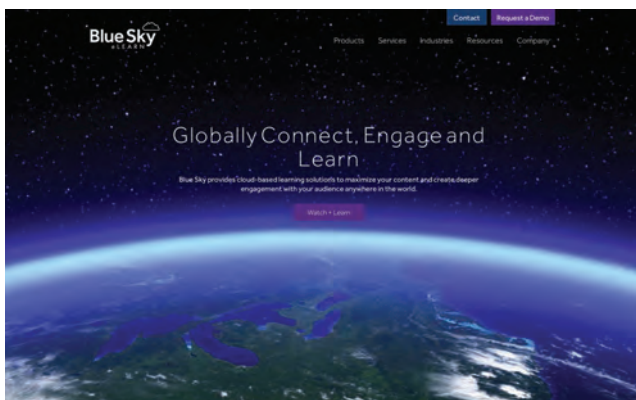 Contact Request a Demo
Blue Sky
eLEARN
Products Services Industries Resources Company
Globally Connect, Engage and
Learn
Blue Sky provides cloud-based learning solutions to maximize your content and create deeper
engagement with your audience anywhere in the world.
Watch + Learn